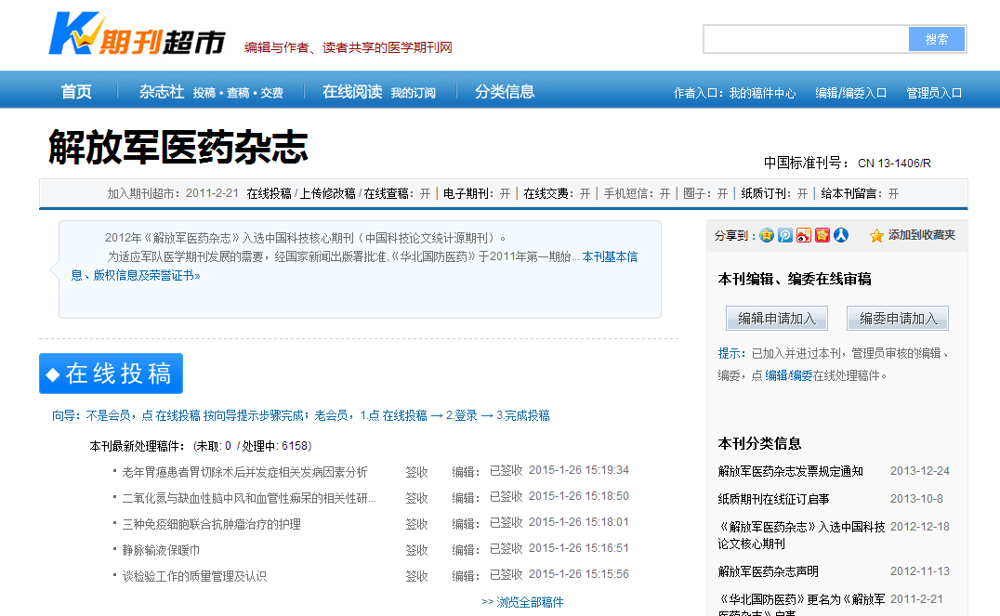 K期刊超市 编辑与作者、读者共享的医学期刊网
搜索
首页 杂志社 投稿·查稿·交费 在线阅读 我的订阅 分类信息 作者入口：我的稿件中心 编辑/编委入口 管理员入口
解放军医药杂志
中国标准刊号： CN 13-1406/R
加入期刊超市：2011-2-21 在线投稿 / 上传修改稿 / 在线查稿：开 | 电子期刊：开 | 在线交费：开 | 手机短信：开 | 圈子：开 | 纸质订刊：开 | 给本刊留言：开
2012年《解放军医药杂志》入选中国科技核心期刊（中国科技论文统计源期刊）。
为适应军队医学期刊发展的需要，经国家新闻出版署批准,《华北国防医药》于2011年第一期始... 本刊基本信
息、版权信息及荣誉证书»
◆在线投稿
向导：不是会员，点 在线投稿 按向导提示步骤完成；老会员，1.点 在线投稿 → 2.登录 → 3.完成投稿
本刊最新处理稿件： (未取: 0 / 处理中: 6158)
· 老年胃癌患者胃切除术后并发症相关发病因素分析 签收 编辑： 已签收 2015-1-26 15:19:34
· 二氧化氮与缺血性脑中风和血管性痴呆的相关性研... 签收 编辑： 已签收 2015-1-26 15:18:50
· 三种免疫细胞联合抗肿瘤治疗的护理 签收 编辑： 已签收 2015-1-26 15:18:01
· 静脉输液保暖巾 签收 编辑： 已签收 2015-1-26 15:16:51
· 谈检验工作的质量管理及认识 签收 编辑： 已签收 2015-1-26 15:15:56
>> 浏览全部稿件
分享到： 添加到收藏夹
本刊编辑、编委在线审稿
编辑申请加入 编委申请加入
提示：已加入并进过本刊，管理员审核的编辑、
编委，点 编辑/编委在线处理稿件。
本刊分类信息
解放军医药杂志发票规定通知 2013-12-24
纸质期刊在线征订启事 2013-10-8
《解放军医药杂志》入选中国科技 2012-12-18
论文核心期刊
解放军医药杂志声明 2012-11-13
《华北国防医药》更名为《解放军 2011-2-21
医药杂志》启事